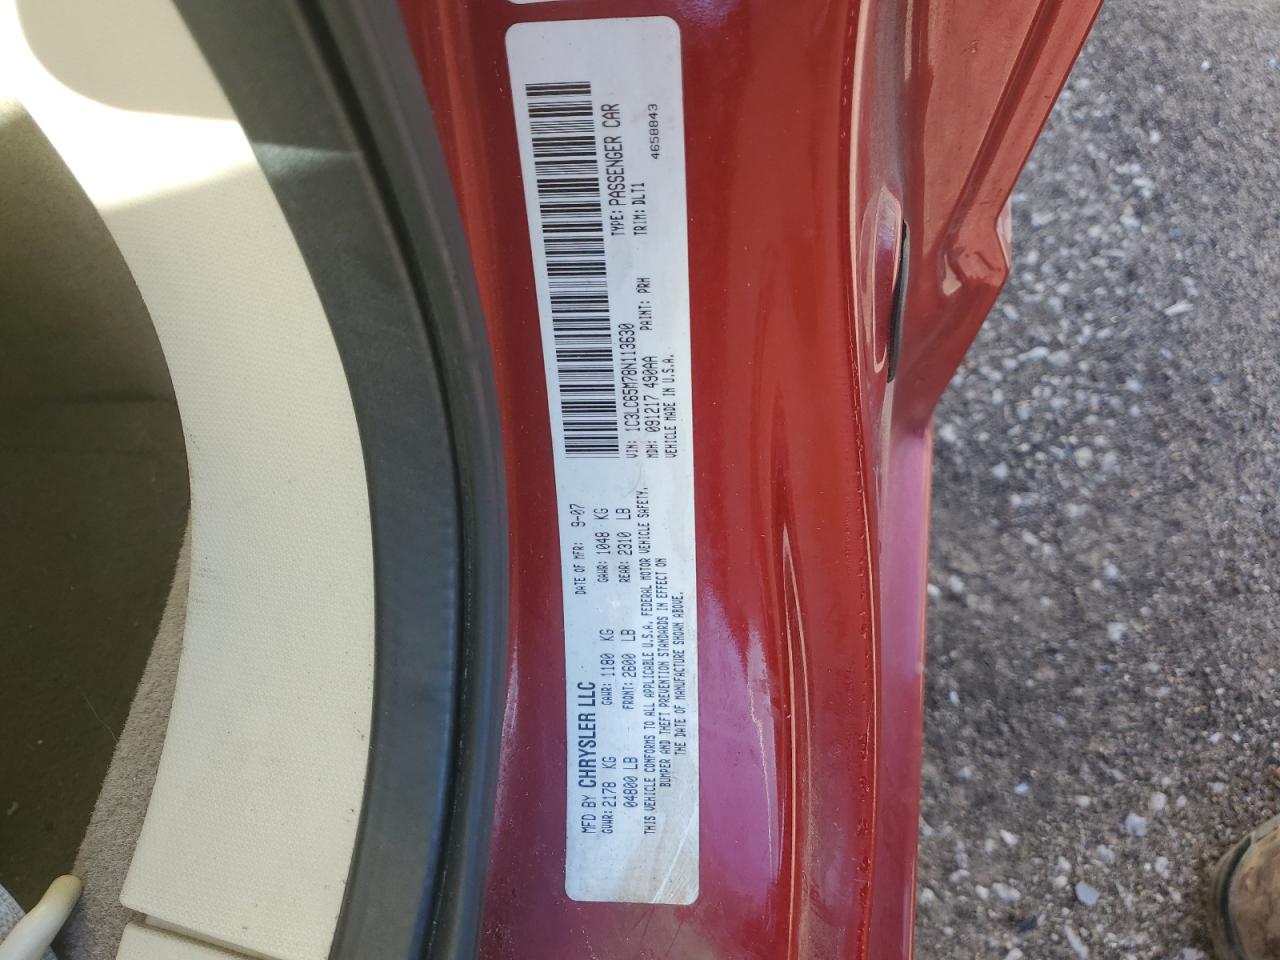 MFD BY CHRYSLER LLC DATE OF MFR: 9-07
GVWR: 2178 KG GAWR: 1180 KG GAWR: 1048 KG
04800 LB FRONT: 2600 LB REAR: 2310 LB
THIS VEHICLE CONFORMS TO ALL APPLICABLE U.S.A. FEDERAL MOTOR VEHICLE SAFETY,
BUMPER AND THEFT PREVENTION STANDARDS IN EFFECT ON
THE DATE OF MANUFACTURE SHOWN ABOVE.
VIN: 1C3LC65M78N113630 TYPE: PASSENGER CAR
MDH: 091217 490AA PAINT: PRH TRIM: DLT1
VEHICLE MADE IN U.S.A. 4658843